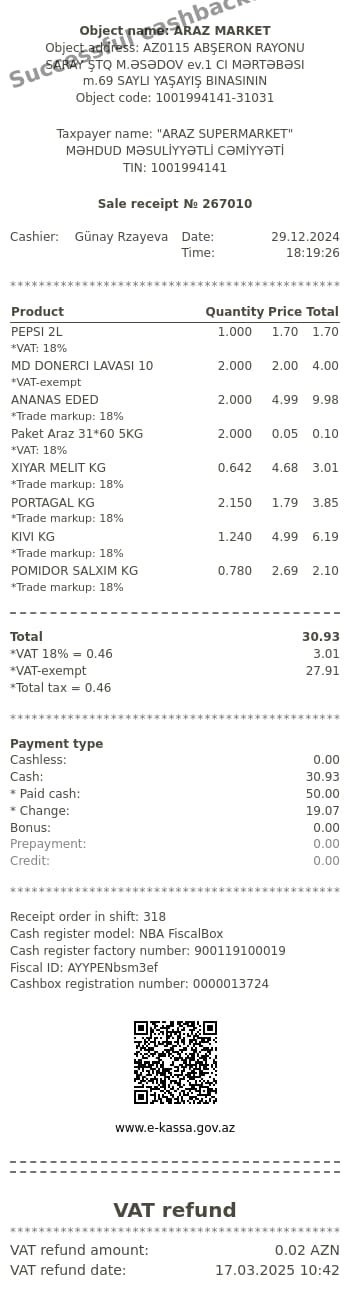 Successful cashback
Object name: ARAZ MARKET
Object address: AZ0115 ABŞERON RAYONU
SARAY ŞTQ M.ƏSƏDOV ev.1 CI MƏRTƏBƏSI
m.69 SAYLI YAŞAYIŞ BINASININ
Object code: 1001994141-31031
Taxpayer name: "ARAZ SUPERMARKET"
MƏHDUD MƏSULİYYƏTLİ CƏMİYYƏTİ
TIN: 1001994141
Sale receipt № 267010
Cashier: Günay Rzayeva Date: 29.12.2024
Time: 18:19:26
Product Quantity Price Total
PEPSI 2L 1.000 1.70 1.70
*VAT: 18%
MD DONERCI LAVASI 10 2.000 2.00 4.00
*VAT-exempt
ANANAS EDED 2.000 4.99 9.98
*Trade markup: 18%
Paket Araz 31*60 5KG 2.000 0.05 0.10
*VAT: 18%
XIYAR MELIT KG 0.642 4.68 3.01
*Trade markup: 18%
PORTAGAL KG 2.150 1.79 3.85
*Trade markup: 18%
KIVI KG 1.240 4.99 6.19
*Trade markup: 18%
POMIDOR SALXIM KG 0.780 2.69 2.10
*Trade markup: 18%
Total 30.93
*VAT 18% = 0.46 3.01
*VAT-exempt 27.91
*Total tax = 0.46
Payment type
Cashless: 0.00
Cash: 30.93
* Paid cash: 50.00
* Change: 19.07
Bonus: 0.00
Prepayment: 0.00
Credit: 0.00
Receipt order in shift: 318
Cash register model: NBA FiscalBox
Cash register factory number: 900119100019
Fiscal ID: AYYPENbsm3ef
Cashbox registration number: 0000013724
www.e-kassa.gov.az
VAT refund
VAT refund amount: 0.02 AZN
VAT refund date: 17.03.2025 10:42